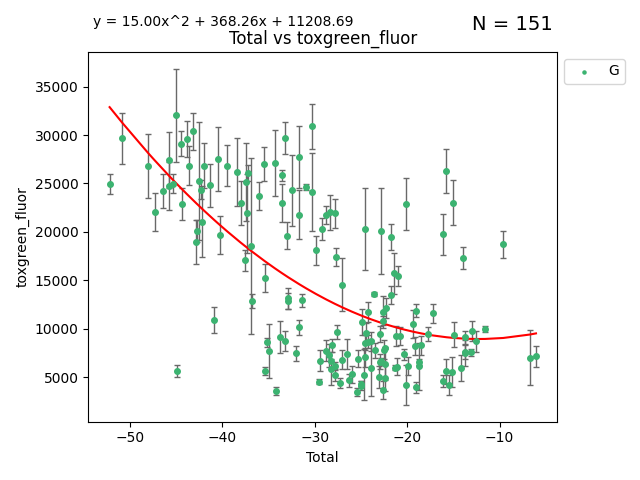 y = 15.00x^2 + 368.26x + 11208.69
N = 151
Total vs toxgreen_fluor
G
35000
30000
25000
20000
15000
10000
5000
toxgreen_fluor
−50
−40
−30
−20
−10
Total